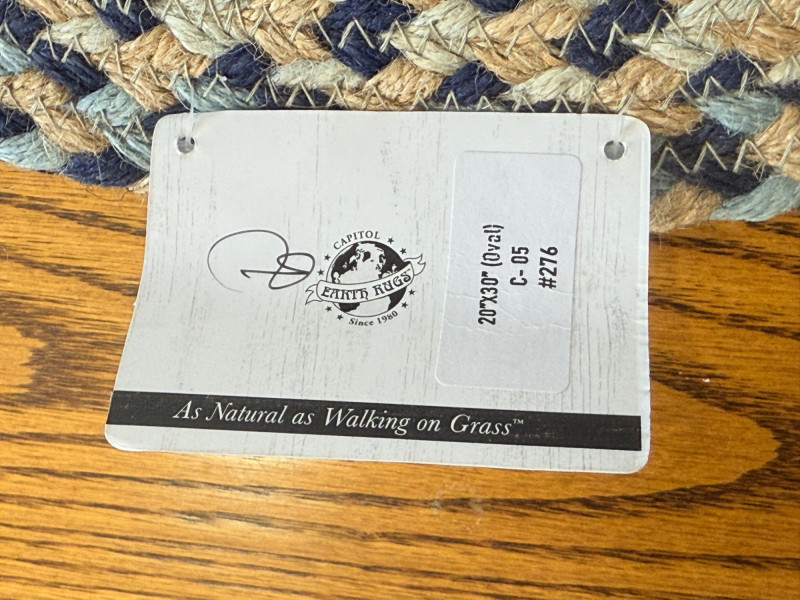 CAPITOL
EARTH RUGS
Since 1980
20"X30" (Oval)
C- 05
#276
As Natural as Walking on Grass™